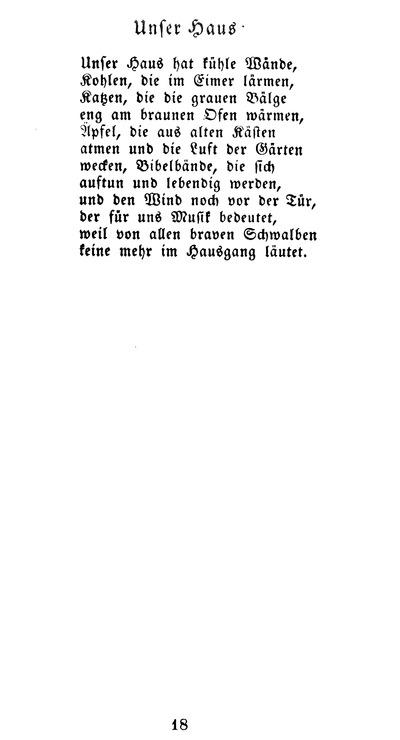 Unser Haus
Unser Haus hat kühle Wände,
Kohlen, die im Eimer lärmen,
Katzen, die die grauen Bälge
eng am braunen Ofen wärmen,
Äpfel, die aus alten Kästen
atmen und die Luft der Gärten
wecken, Bibelbände, die sich
auftun und lebendig werden,
und den Wind noch vor der Tür,
der für uns Musik bedeutet,
weil von allen braven Schwalben
keine mehr im Hausgang läutet.
18